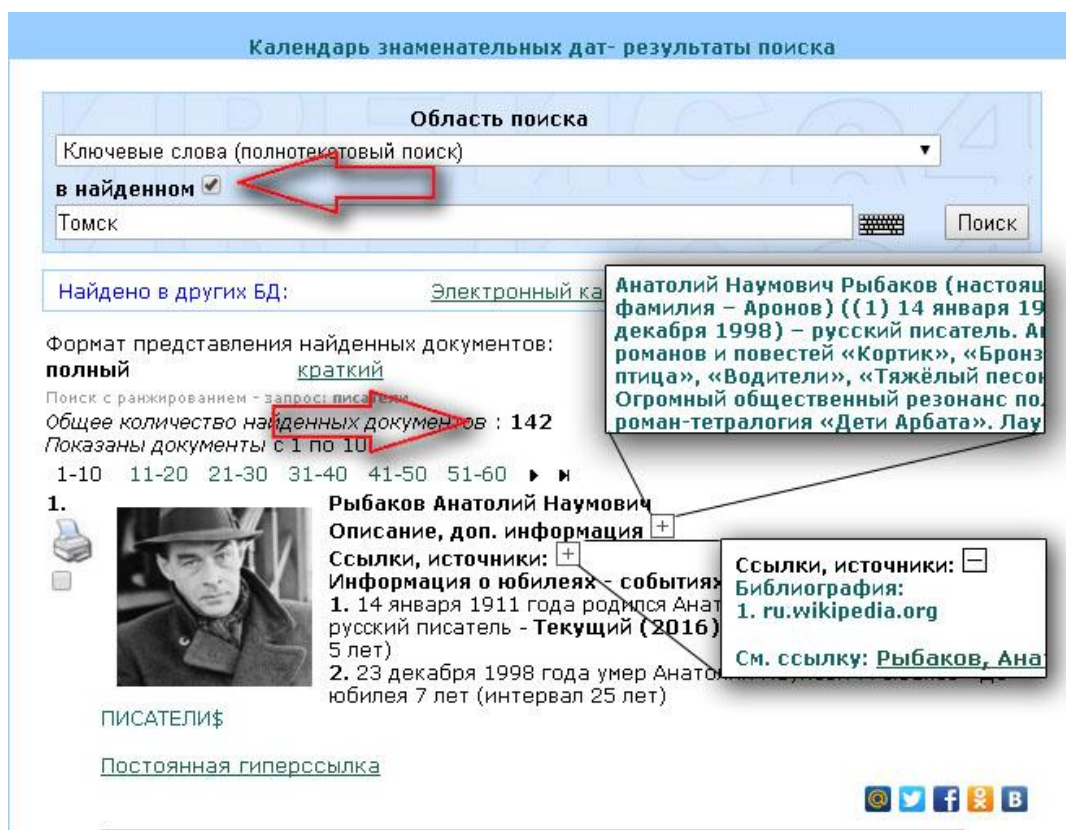 Календарь знаменательных дат- результаты поиска
Область поиска
Ключевые слова (полнотекстовый поиск)
в найденном
Томск
Поиск
Найдено в других БД: Электронный ка
Анатолий Наумович Рыбаков (настоящ
фамилия – Аронов) ((1) 14 января 19
декабря 1998) – русский писатель. Ав
романов и повестей «Кортик», «Бронз
птица», «Водители», «Тяжёлый песок
Огромный общественный резонанс пол
роман-тетралогия «Дети Арбата». Лау
Формат представления найденных документов:
полный краткий
Поиск с ранжированием - запрос: писатели
Общее количество найденных документов : 142
Показаны документы с 1 по 10
1-10 11-20 21-30 31-40 41-50 51-60
1.
Рыбаков Анатолий Наумович
Описание, доп. информация +
Ссылки, источники: +
Информация о юбилеях - событиях
1. 14 января 1911 года родился Анат
русский писатель - Текущий (2016)
5 лет)
2. 23 декабря 1998 года умер Анатолий
юбилея 7 лет (интервал 25 лет)
Ссылки, источники: −
Библиография:
1. ru.wikipedia.org
См. ссылку: Рыбаков, Ана
ПИСАТЕЛИ$
Постоянная гиперссылка